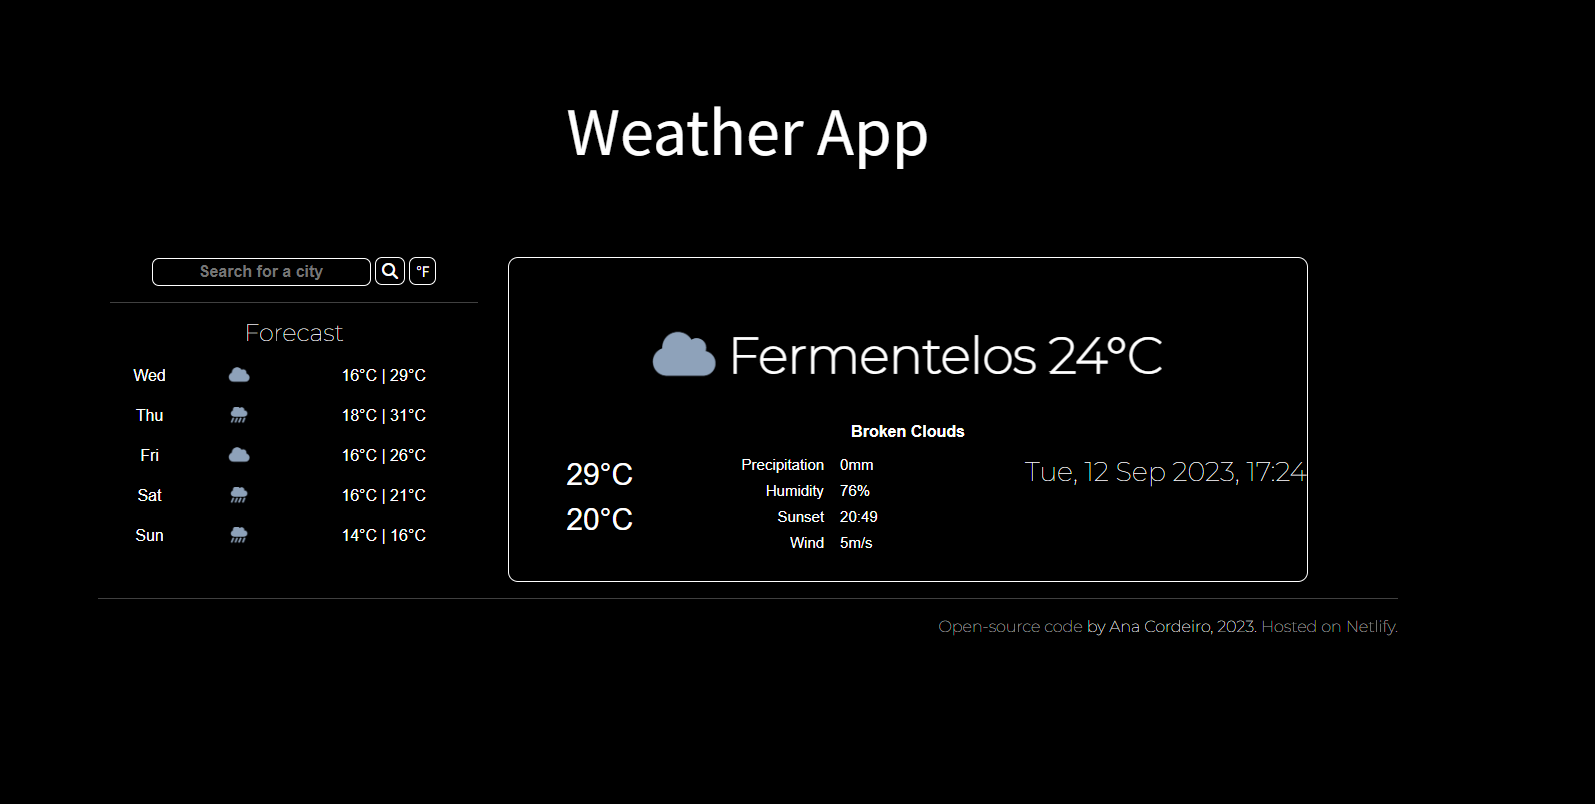 Weather App
Search for a city
°F
Forecast
Wed 16°C | 29°C
Thu 18°C | 31°C
Fri 16°C | 26°C
Sat 16°C | 21°C
Sun 14°C | 16°C
Fermentelos 24°C
Broken Clouds
29°C
20°C
Precipitation 0mm
Humidity 76%
Sunset 20:49
Wind 5m/s
Tue, 12 Sep 2023, 17:24
Open-source code by Ana Cordeiro, 2023. Hosted on Netlify.